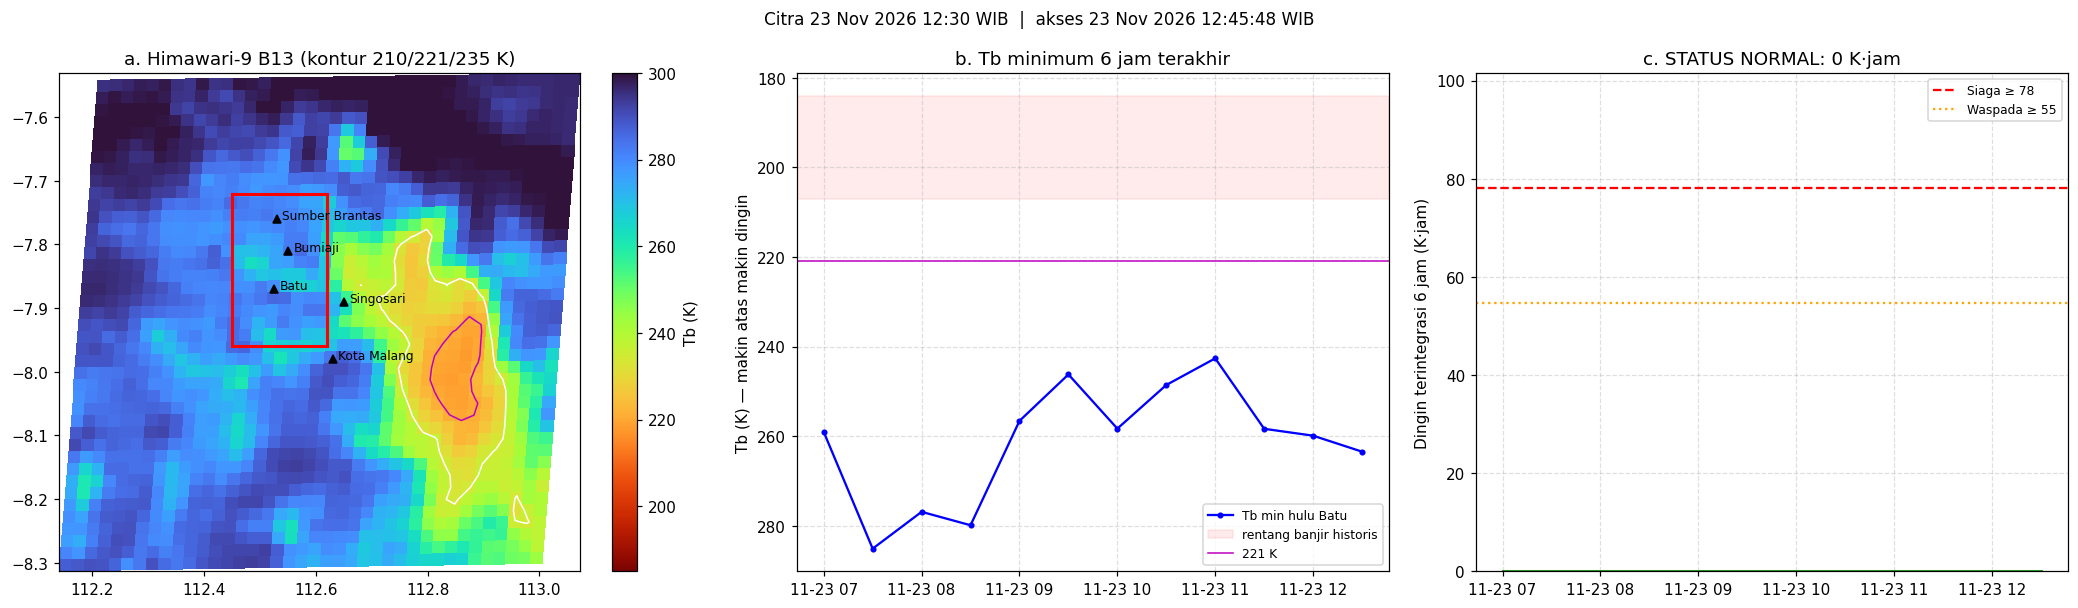 Citra 23 Nov 2026 12:30 WIB | akses 23 Nov 2026 12:45:48 WIB
a. Himawari-9 B13 (kontur 210/221/235 K)
−7.6
−7.7
−7.8
−7.9
−8.0
−8.1
−8.2
−8.3
112.2
112.4
112.6
112.8
113.0
Sumber Brantas
Bumiaji
Batu
Singosari
Kota Malang
300
280
260
240
220
200
Tb (K)
b. Tb minimum 6 jam terakhir
Tb (K) — makin atas makin dingin
180
200
220
240
260
280
11-23 07
11-23 08
11-23 09
11-23 10
11-23 11
11-23 12
Tb min hulu Batu
rentang banjir historis
221 K
c. STATUS NORMAL: 0 K·jam
Dingin terintegrasi 6 jam (K·jam)
100
80
60
40
20
0
11-23 07
11-23 08
11-23 09
11-23 10
11-23 11
11-23 12
Siaga ≥ 78
Waspada ≥ 55